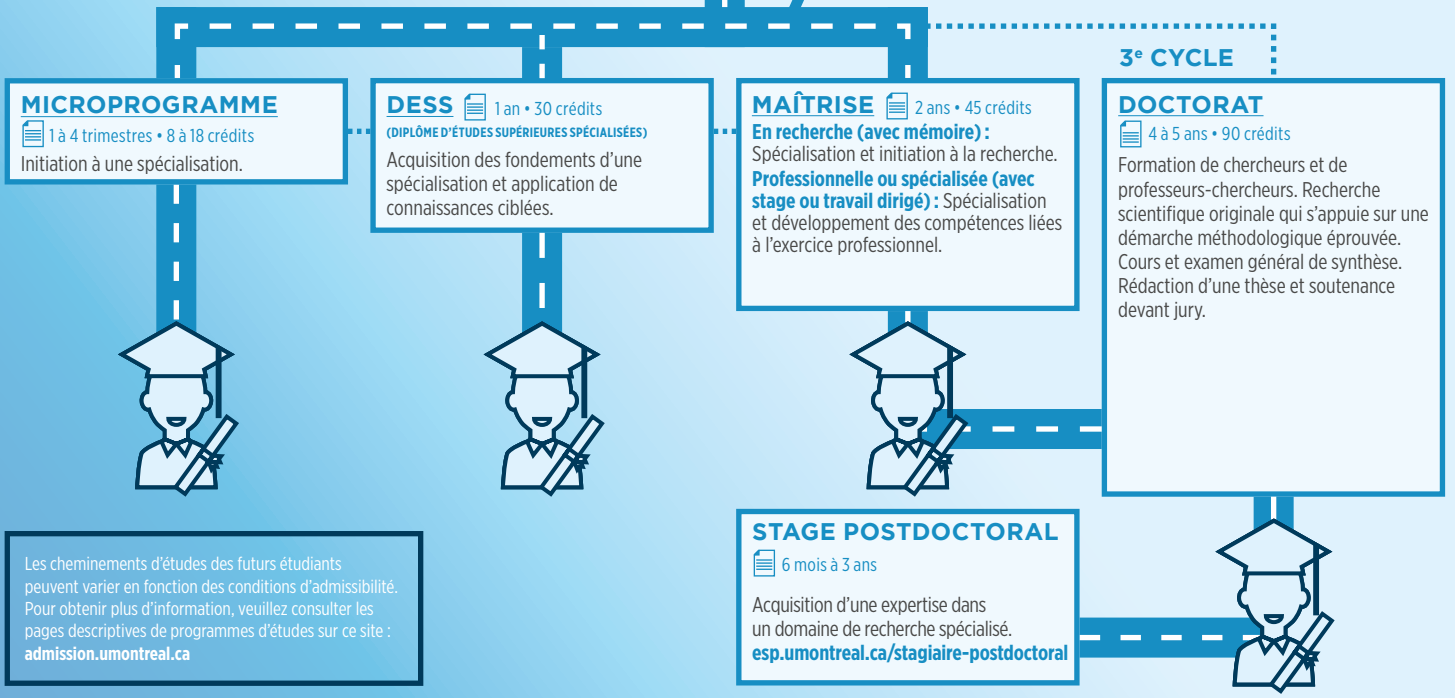 MICROPROGRAMME
1 à 4 trimestres • 8 à 18 crédits
Initiation à une spécialisation.
DESS 1 an • 30 crédits
(DIPLÔME D’ÉTUDES SUPÉRIEURES SPÉCIALISÉES)
Acquisition des fondements d’une
spécialisation et application de
connaissances ciblées.
MAÎTRISE 2 ans • 45 crédits
En recherche (avec mémoire) :
Spécialisation et initiation à la recherche.
Professionnelle ou spécialisée (avec
stage ou travail dirigé) : Spécialisation
et développement des compétences liées
à l’exercice professionnel.
3e CYCLE
DOCTORAT
4 à 5 ans • 90 crédits
Formation de chercheurs et de
professeurs-chercheurs. Recherche
scientifique originale qui s’appuie sur une
démarche méthodologique éprouvée.
Cours et examen général de synthèse.
Rédaction d’une thèse et soutenance
devant jury.
STAGE POSTDOCTORAL
6 mois à 3 ans
Acquisition d’une expertise dans
un domaine de recherche spécialisé.
esp.umontreal.ca/stagiaire-postdoctoral
Les cheminements d’études des futurs étudiants
peuvent varier en fonction des conditions d’admissibilité.
Pour obtenir plus d’information, veuillez consulter les
pages descriptives de programmes d’études sur ce site :
admission.umontreal.ca